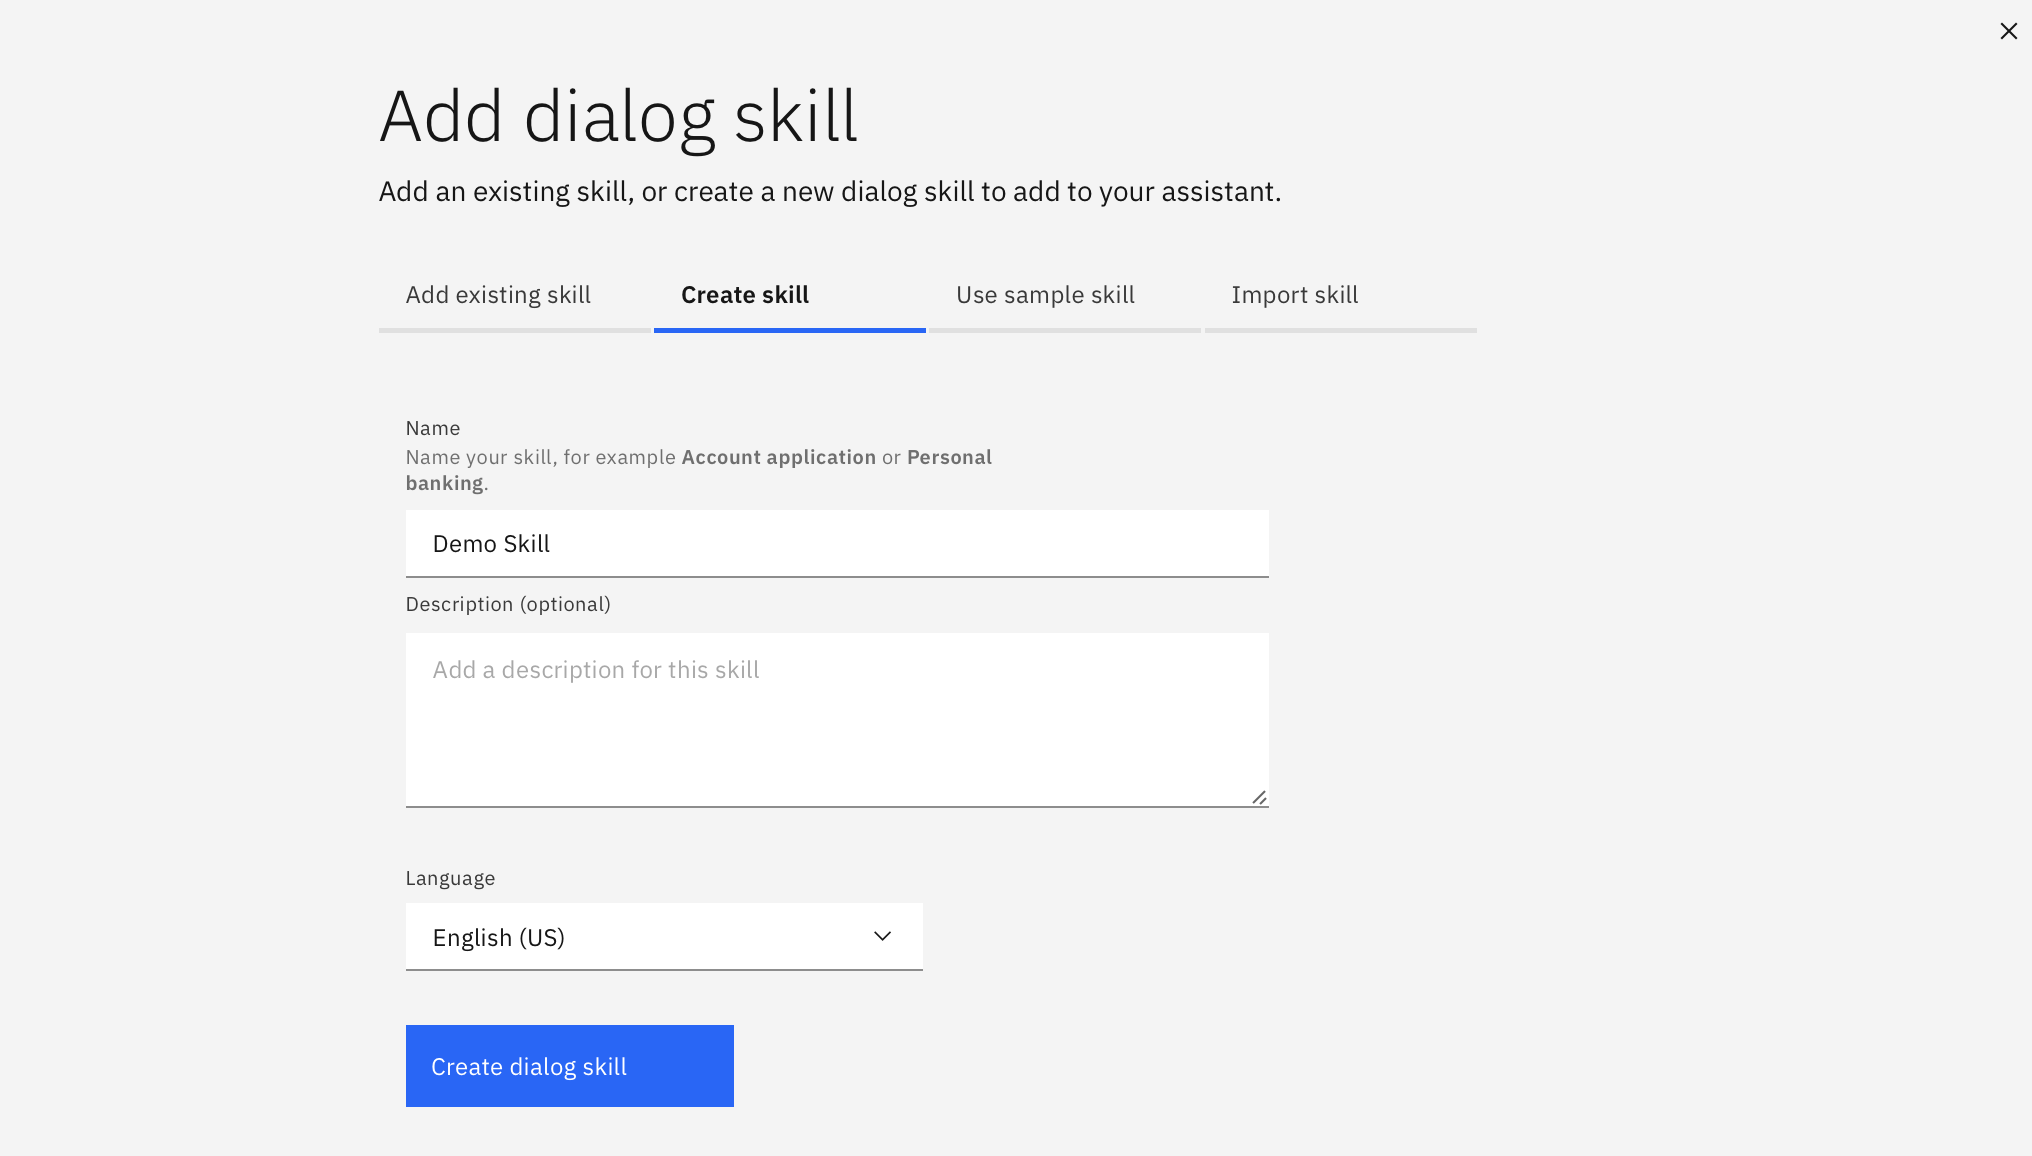 Add dialog skill
Add an existing skill, or create a new dialog skill to add to your assistant.
Add existing skill
Create skill
Use sample skill
Import skill
Name
Name your skill, for example Account application or Personal
banking.
Demo Skill
Description (optional)
Add a description for this skill
Language
English (US)
Create dialog skill